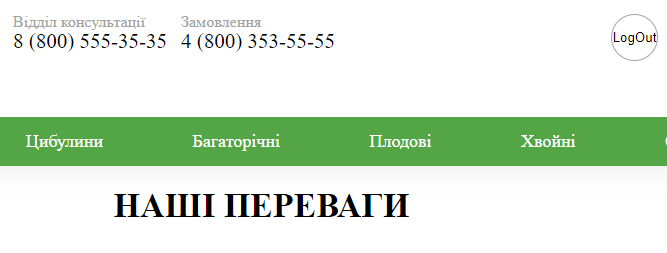 Відділ консультації Замовлення
8 (800) 555-35-35 4 (800) 353-55-55
LogOut
Цибулини Багаторічні Плодові Хвойні
НАШІ ПЕРЕВАГИ